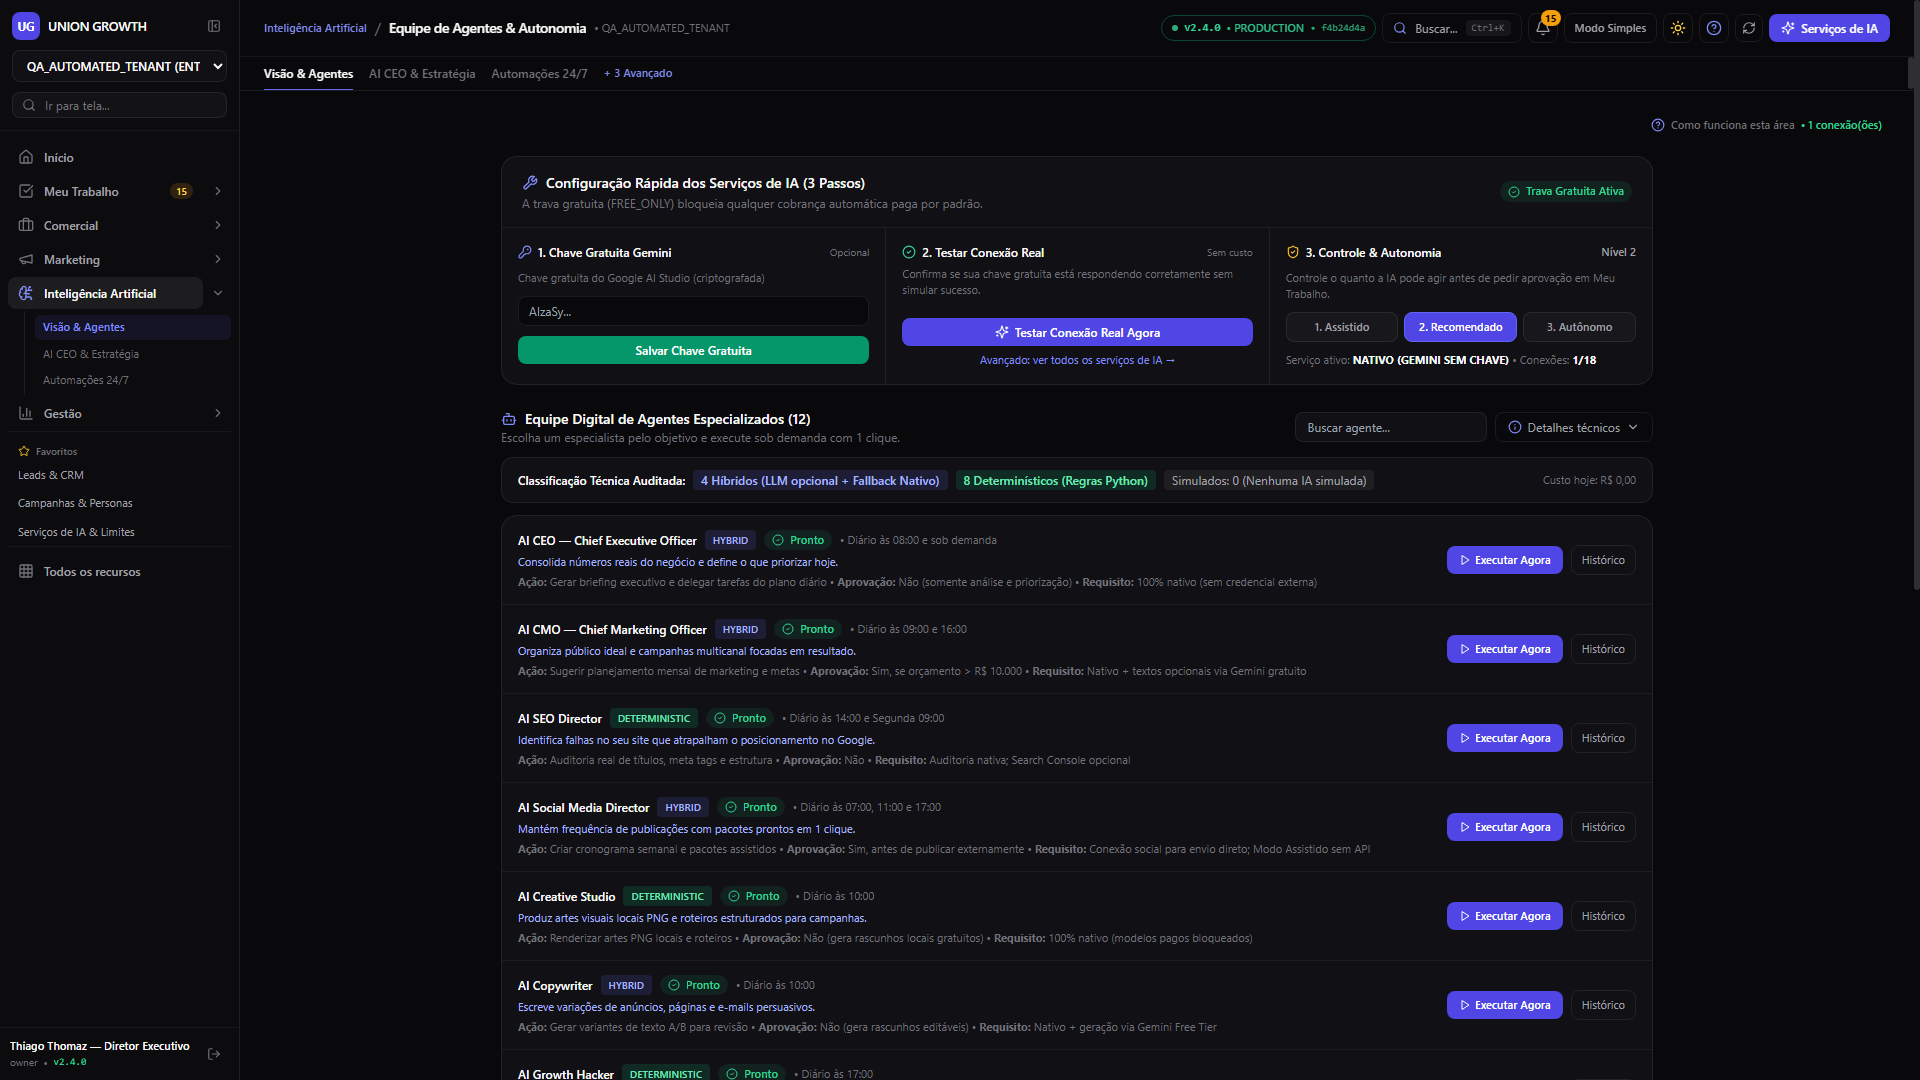 UG UNION GROWTH
QA_AUTOMATED_TENANT (ENT
Ir para tela...
Início
Meu Trabalho 15
Comercial
Marketing
Inteligência Artificial
Visão & Agentes
AI CEO & Estratégia
Automações 24/7
Gestão
Favoritos
Leads & CRM
Campanhas & Personas
Serviços de IA & Limites
Todos os recursos
Thiago Thomaz — Diretor Executivo
owner • v2.4.0
Inteligência Artificial / Equipe de Agentes & Autonomia • QA_AUTOMATED_TENANT
v2.4.0 • PRODUCTION • f4b24d4a
Buscar... Ctrl+K
15
Modo Simples
Serviços de IA
Visão & Agentes AI CEO & Estratégia Automações 24/7 + 3 Avançado
Como funciona esta área • 1 conexão(ões)
Configuração Rápida dos Serviços de IA (3 Passos)
A trava gratuita (FREE_ONLY) bloqueia qualquer cobrança automática paga por padrão.
Trava Gratuita Ativa
1. Chave Gratuita Gemini Opcional
Chave gratuita do Google AI Studio (criptografada)
AIzaSy...
Salvar Chave Gratuita
2. Testar Conexão Real Sem custo
Confirma se sua chave gratuita está respondendo corretamente sem
simular sucesso.
Testar Conexão Real Agora
Avançado: ver todos os serviços de IA →
3. Controle & Autonomia Nível 2
Controle o quanto a IA pode agir antes de pedir aprovação em Meu
Trabalho.
1. Assistido 2. Recomendado 3. Autônomo
Serviço ativo: NATIVO (GEMINI SEM CHAVE) • Conexões: 1/18
Equipe Digital de Agentes Especializados (12)
Escolha um especialista pelo objetivo e execute sob demanda com 1 clique.
Buscar agente...
Detalhes técnicos
Classificação Técnica Auditada: 4 Híbridos (LLM opcional + Fallback Nativo) 8 Determinísticos (Regras Python) Simulados: 0 (Nenhuma IA simulada) Custo hoje: R$ 0,00
AI CEO — Chief Executive Officer HYBRID Pronto • Diário às 08:00 e sob demanda
Consolida números reais do negócio e define o que priorizar hoje.
Ação: Gerar briefing executivo e delegar tarefas do plano diário • Aprovação: Não (somente análise e priorização) • Requisito: 100% nativo (sem credencial externa)
Executar Agora Histórico
AI CMO — Chief Marketing Officer HYBRID Pronto • Diário às 09:00 e 16:00
Organiza público ideal e campanhas multicanal focadas em resultado.
Ação: Sugerir planejamento mensal de marketing e metas • Aprovação: Sim, se orçamento > R$ 10.000 • Requisito: Nativo + textos opcionais via Gemini gratuito
Executar Agora Histórico
AI SEO Director DETERMINISTIC Pronto • Diário às 14:00 e Segunda 09:00
Identifica falhas no seu site que atrapalham o posicionamento no Google.
Ação: Auditoria real de títulos, meta tags e estrutura • Aprovação: Não • Requisito: Auditoria nativa; Search Console opcional
Executar Agora Histórico
AI Social Media Director HYBRID Pronto • Diário às 07:00, 11:00 e 17:00
Mantém frequência de publicações com pacotes prontos em 1 clique.
Ação: Criar cronograma semanal e pacotes assistidos • Aprovação: Sim, antes de publicar externamente • Requisito: Conexão social para envio direto; Modo Assistido sem API
Executar Agora Histórico
AI Creative Studio DETERMINISTIC Pronto • Diário às 10:00
Produz artes visuais locais PNG e roteiros estruturados para campanhas.
Ação: Renderizar artes PNG locais e roteiros • Aprovação: Não (gera rascunhos locais gratuitos) • Requisito: 100% nativo (modelos pagos bloqueados)
Executar Agora Histórico
AI Copywriter HYBRID Pronto • Diário às 10:00
Escreve variações de anúncios, páginas e e-mails persuasivos.
Ação: Gerar variantes de texto A/B para revisão • Aprovação: Não (gera rascunhos editáveis) • Requisito: Nativo + geração via Gemini Free Tier
Executar Agora Histórico
AI Growth Hacker DETERMINISTIC Pronto • Diário às 17:00